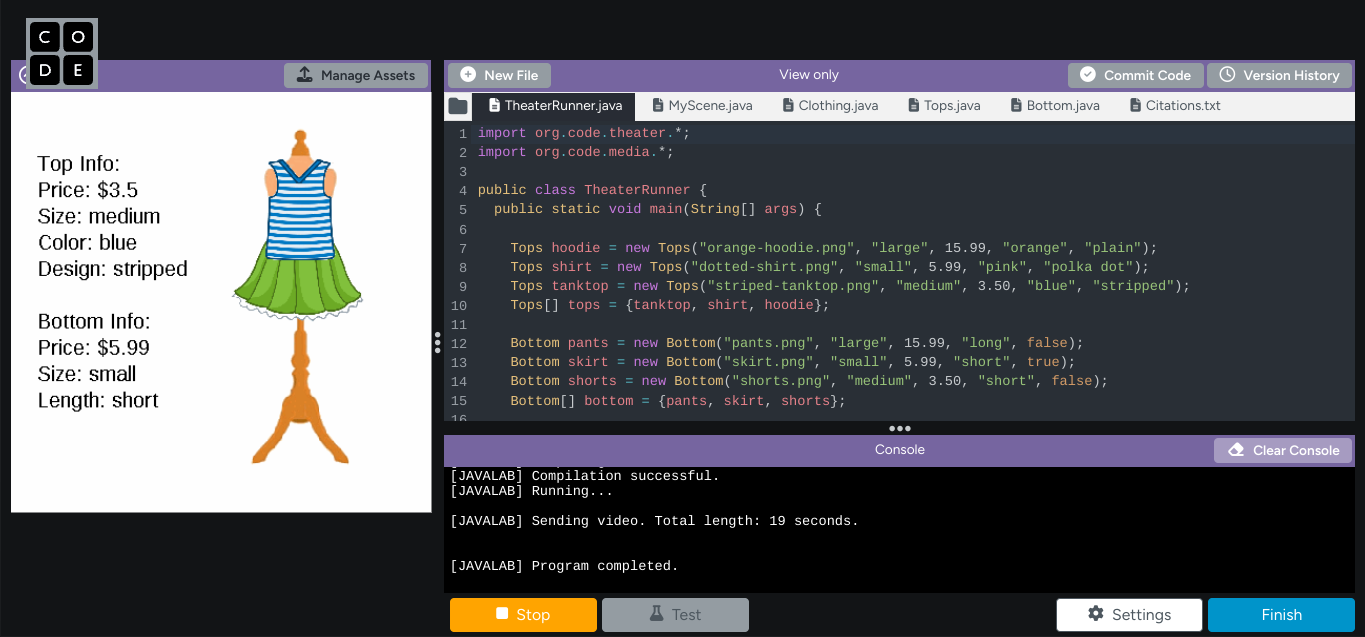 C O
D E
Manage Assets
New File
View only
Commit Code
Version History
TheaterRunner.java
MyScene.java
Clothing.java
Tops.java
Bottom.java
Citations.txt
Top Info:
Price: $3.5
Size: medium
Color: blue
Design: stripped
Bottom Info:
Price: $5.99
Size: small
Length: short
1 import org.code.theater.*;
2 import org.code.media.*;
3
4 public class TheaterRunner {
5 public static void main(String[] args) {
6
7 Tops hoodie = new Tops("orange-hoodie.png", "large", 15.99, "orange", "plain");
8 Tops shirt = new Tops("dotted-shirt.png", "small", 5.99, "pink", "polka dot");
9 Tops tanktop = new Tops("striped-tanktop.png", "medium", 3.50, "blue", "stripped");
10 Tops[] tops = {tanktop, shirt, hoodie};
11
12 Bottom pants = new Bottom("pants.png", "large", 15.99, "long", false);
13 Bottom skirt = new Bottom("skirt.png", "small", 5.99, "short", true);
14 Bottom shorts = new Bottom("shorts.png", "medium", 3.50, "short", false);
15 Bottom[] bottom = {pants, skirt, shorts};
16
Console
Clear Console
[JAVALAB] Compilation successful.
[JAVALAB] Running...
[JAVALAB] Sending video. Total length: 19 seconds.
[JAVALAB] Program completed.
Stop
Test
Settings
Finish